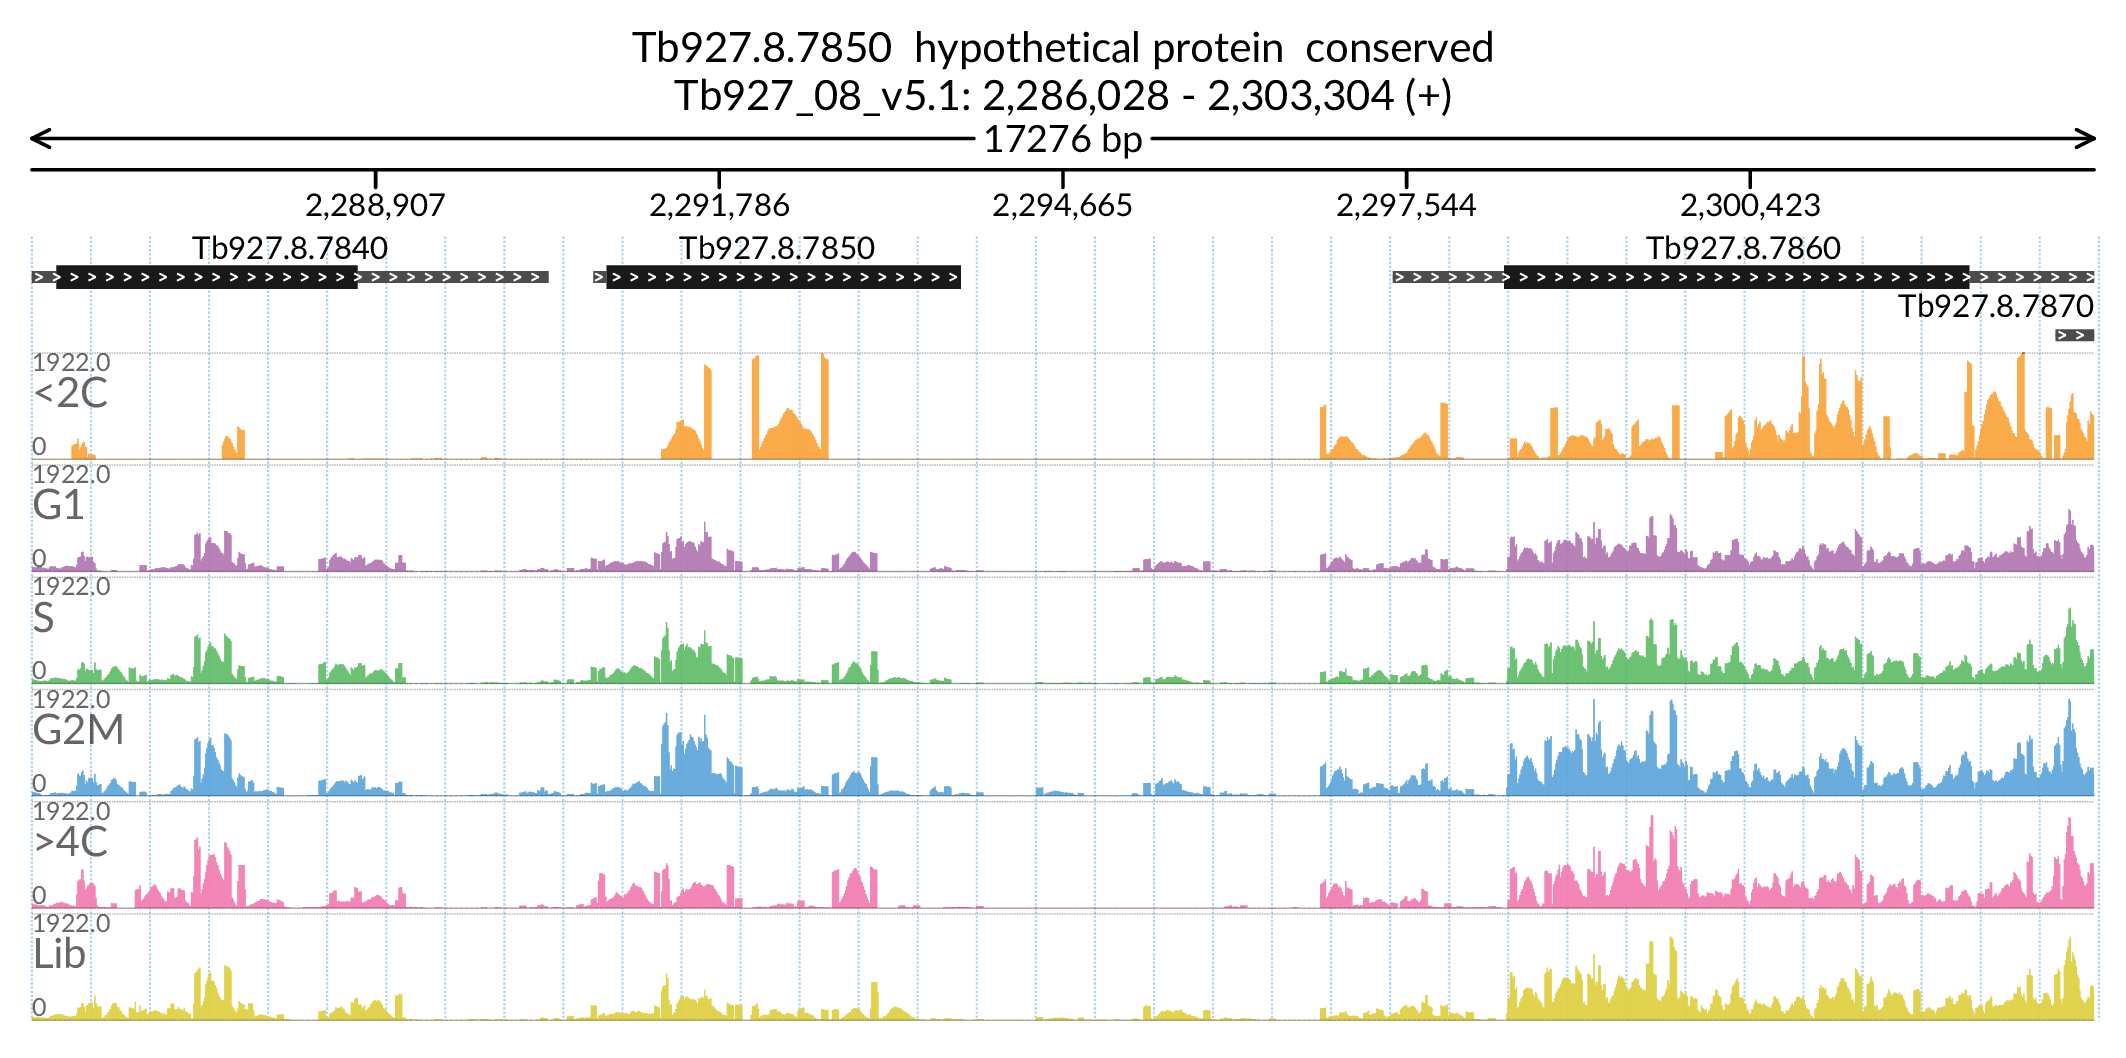 Tb927.8.7850  hypothetical protein  conserved
Tb927_08_v5.1: 2,286,028 - 2,303,304 (+)
17276 bp
2,288,907 2,291,786 2,294,665 2,297,544 2,300,423
Tb927.8.7840 Tb927.8.7850 Tb927.8.7860
Tb927.8.7870
1922.0
<2C
0
1922.0
G1
0
1922.0
S
0
1922.0
G2M
0
1922.0
>4C
0
1922.0
Lib
0